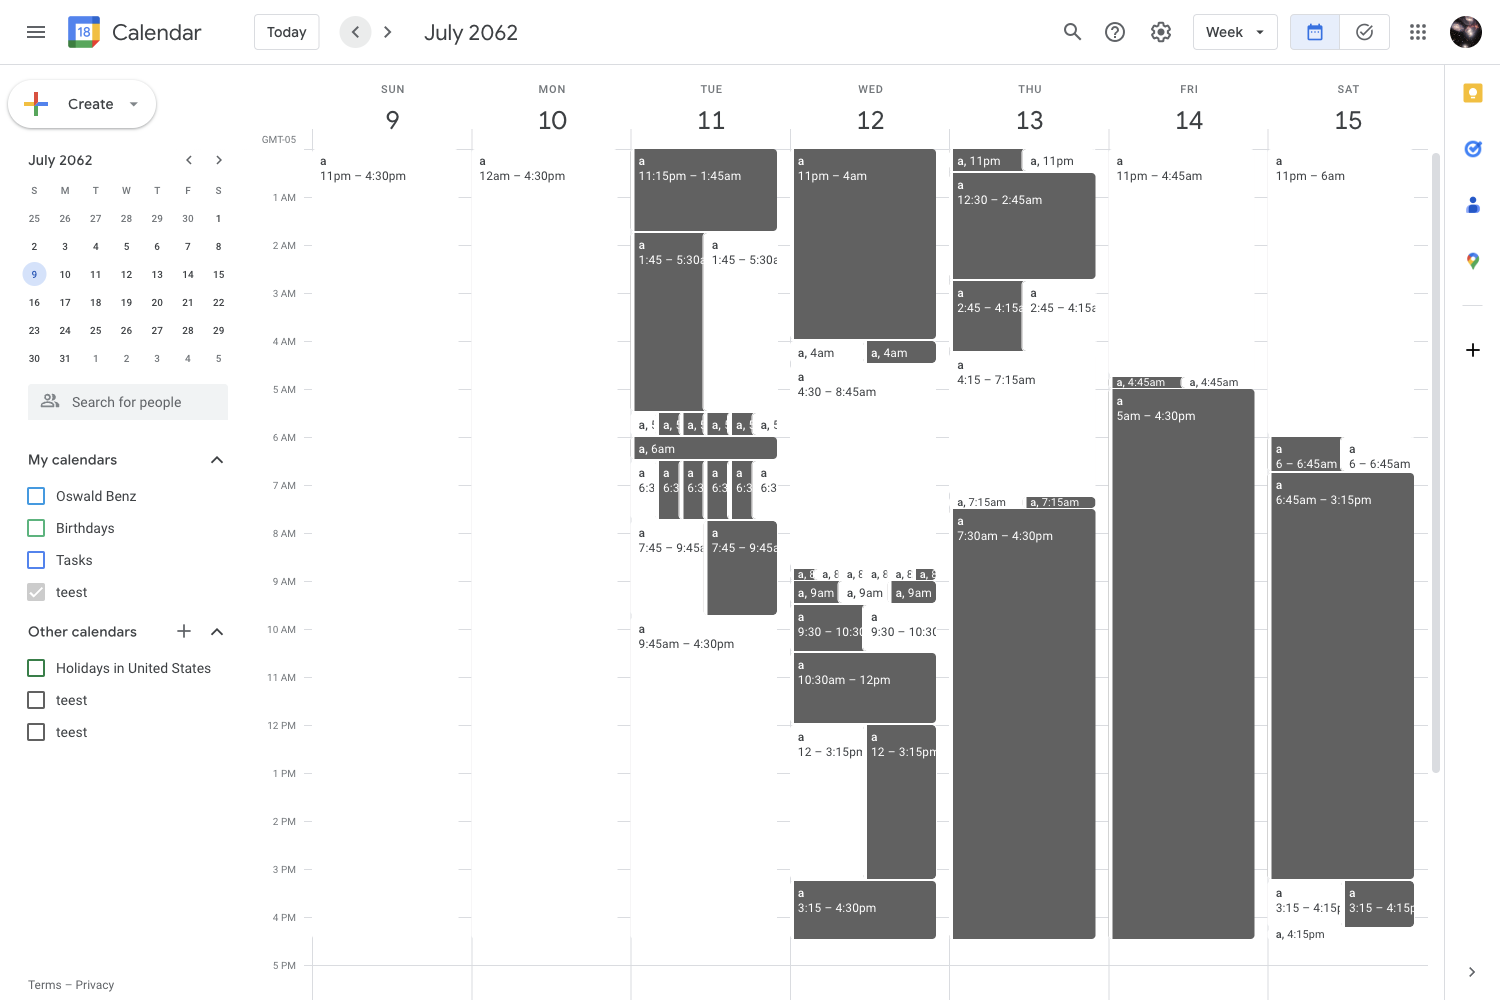 18 Calendar Today July 2062 Week
Create
July 2062
S M T W T F S
25 26 27 28 29 30 1
2 3 4 5 6 7 8
9 10 11 12 13 14 15
16 17 18 19 20 21 22
23 24 25 26 27 28 29
30 31 1 2 3 4 5
Search for people
My calendars
Oswald Benz
Birthdays
Tasks
teest
Other calendars
Holidays in United States
teest
teest
Terms – Privacy
SUN MON TUE WED THU FRI SAT
9 10 11 12 13 14 15
GMT-05
1 AM
2 AM
3 AM
4 AM
5 AM
6 AM
7 AM
8 AM
9 AM
10 AM
11 AM
12 PM
1 PM
2 PM
3 PM
4 PM
5 PM
a
11pm – 4:30pm
a
12am – 4:30pm
a
11:15pm – 1:45am
a
1:45 – 5:30a
a
1:45 – 5:30a
a, 5 a, 5 a, 5 a, 5 a, 5 a, 5
a, 6am
a a a a a a
6:3 6:3 6:3 6:3 6:3 6:3
a
7:45 – 9:45a
a
7:45 – 9:45a
a
9:45am – 4:30pm
a
11pm – 4am
a, 4am a, 4am
a
4:30 – 8:45am
a, 8 a, 8 a, 8 a, 8 a, 8 a, 8
a, 9am a, 9am a, 9am
a
9:30 – 10:30
a
9:30 – 10:30
a
10:30am – 12pm
a
12 – 3:15pm
a
12 – 3:15pm
a
3:15 – 4:30pm
a, 11pm a, 11pm
a
12:30 – 2:45am
a
2:45 – 4:15a
a
2:45 – 4:15a
a
4:15 – 7:15am
a, 7:15am a, 7:15am
a
7:30am – 4:30pm
a
11pm – 4:45am
a, 4:45am a, 4:45am
a
5am – 4:30pm
a
11pm – 6am
a
6 – 6:45am
a
6 – 6:45am
a
6:45am – 3:15pm
a
3:15 – 4:15p
a
3:15 – 4:15p
a, 4:15pm